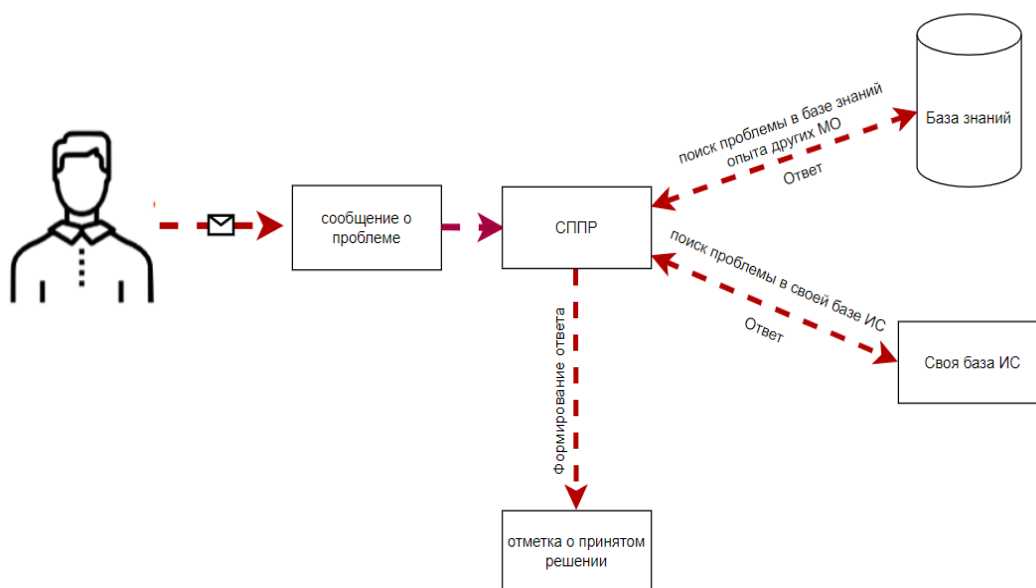 сообщение о
проблеме
СППР
поиск проблемы в базе знаний
опыта других МО
Ответ
База знаний
поиск проблемы в своей базе ИС
Ответ
Своя база ИС
Формирование ответа
отметка о принятом
решении